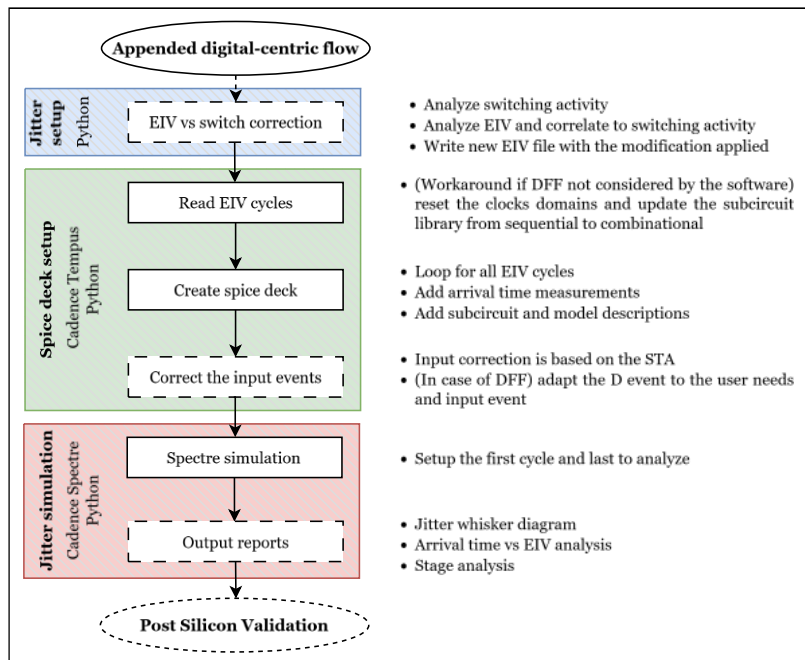 Appended digital-centric flow
Jitter
setup
Python
EIV vs switch correction
• Analyze switching activity
• Analyze EIV and correlate to switching activity
• Write new EIV file with the modification applied
Spice deck setup
Cadence Tempus
Python
Read EIV cycles
• (Workaround if DFF not considered by the software)
reset the clocks domains and update the subcircuit
library from sequential to combinational
Create spice deck
• Loop for all EIV cycles
• Add arrival time measurements
• Add subcircuit and model descriptions
Correct the input events
• Input correction is based on the STA
• (In case of DFF) adapt the D event to the user needs
and input event
Jitter simulation
Cadence Spectre
Python
Spectre simulation
• Setup the first cycle and last to analyze
Output reports
• Jitter whisker diagram
• Arrival time vs EIV analysis
• Stage analysis
Post Silicon Validation